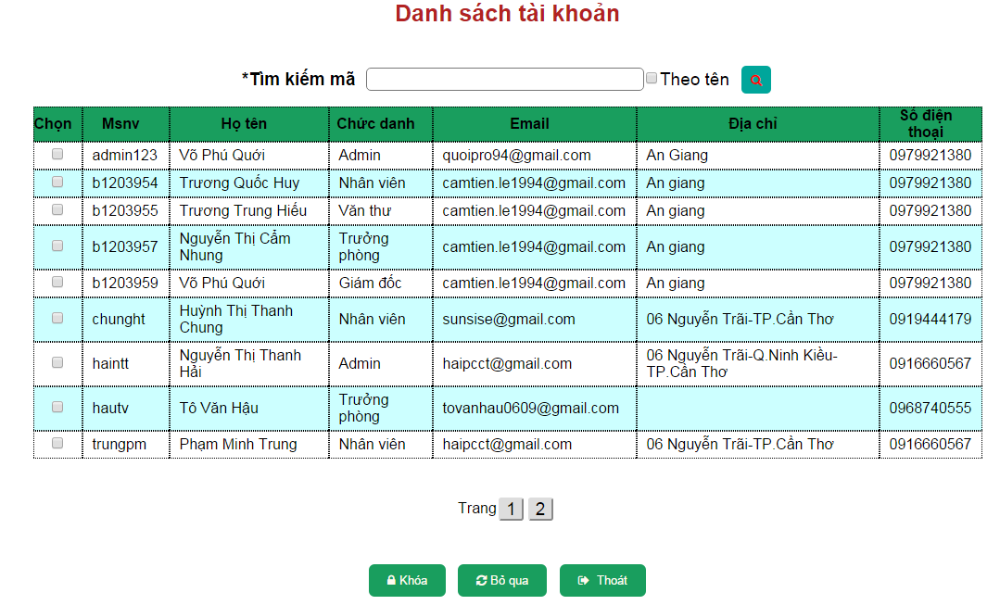 Danh sách tài khoản
*Tìm kiếm mã Theo tên
Chọn Msnv Họ tên Chức danh Email Địa chỉ Số điện thoại
admin123 Võ Phú Quới Admin quoipro94@gmail.com An Giang 0979921380
b1203954 Trương Quốc Huy Nhân viên camtien.le1994@gmail.com An giang 0979921380
b1203955 Trương Trung Hiếu Văn thư camtien.le1994@gmail.com An giang 0979921380
b1203957 Nguyễn Thị Cẩm Nhung Trưởng phòng camtien.le1994@gmail.com An giang 0979921380
b1203959 Võ Phú Quới Giám đốc camtien.le1994@gmail.com An giang 0979921380
chunght Huỳnh Thị Thanh Chung Nhân viên sunsise@gmail.com 06 Nguyễn Trãi-TP.Cần Thơ 0919444179
haintt Nguyễn Thị Thanh Hải Admin haipcct@gmail.com 06 Nguyễn Trãi-Q.Ninh Kiều-TP.Cần Thơ 0916660567
hautv Tô Văn Hậu Trưởng phòng tovanhau0609@gmail.com 0968740555
trungpm Phạm Minh Trung Nhân viên haipcct@gmail.com 06 Nguyễn Trãi-TP.Cần Thơ 0916660567
Trang 1 2
Khóa Bỏ qua Thoát